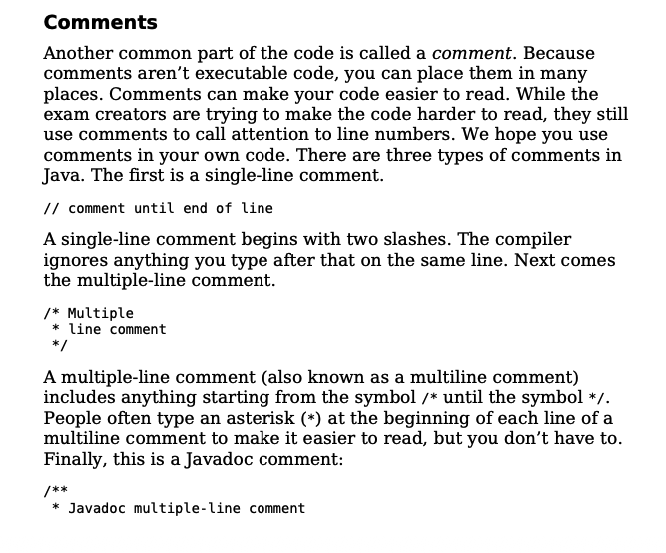 Comments
Another common part of the code is called a comment. Because
comments aren’t executable code, you can place them in many
places. Comments can make your code easier to read. While the
exam creators are trying to make the code harder to read, they still
use comments to call attention to line numbers. We hope you use
comments in your own code. There are three types of comments in
Java. The first is a single-line comment.
// comment until end of line
A single-line comment begins with two slashes. The compiler
ignores anything you type after that on the same line. Next comes
the multiple-line comment.
/* Multiple
 * line comment
 */
A multiple-line comment (also known as a multiline comment)
includes anything starting from the symbol /* until the symbol */.
People often type an asterisk (*) at the beginning of each line of a
multiline comment to make it easier to read, but you don’t have to.
Finally, this is a Javadoc comment:
/**
 * Javadoc multiple-line comment